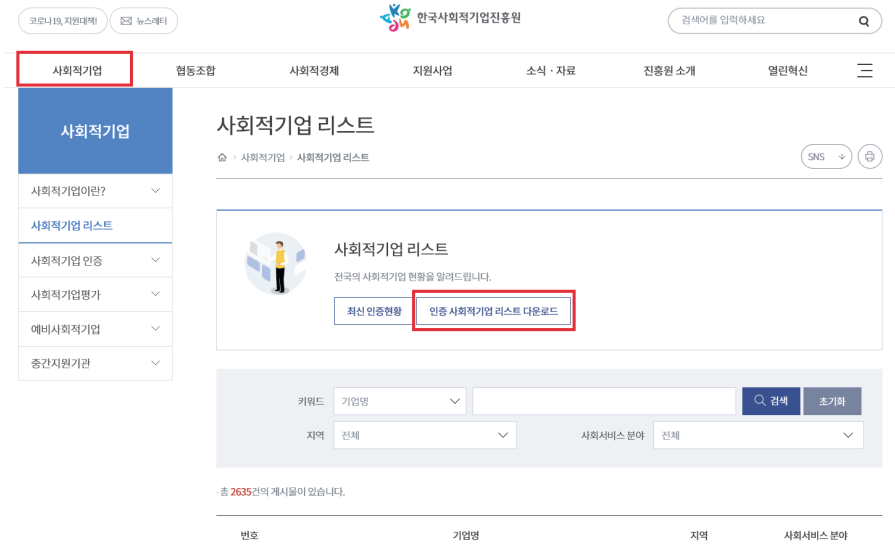 코로나19, 지원대책!
뉴스레터
한국사회적기업진흥원
검색어를 입력하세요
사회적기업 협동조합 사회적경제 지원사업 소식 · 자료 진흥원 소개 열린혁신
사회적기업
사회적기업이란?
사회적기업 리스트
사회적기업 인증
사회적기업평가
예비사회적기업
중간지원기관
사회적기업 리스트
사회적기업 > 사회적기업 리스트
SNS
사회적기업 리스트
전국의 사회적기업 현황을 알려드립니다.
최신 인증현황 인증 사회적기업 리스트 다운로드
키워드 기업명 검색 초기화
지역 전체 사회서비스 분야 전체
총 2635건의 게시물이 있습니다.
번호 기업명 지역 사회서비스 분야